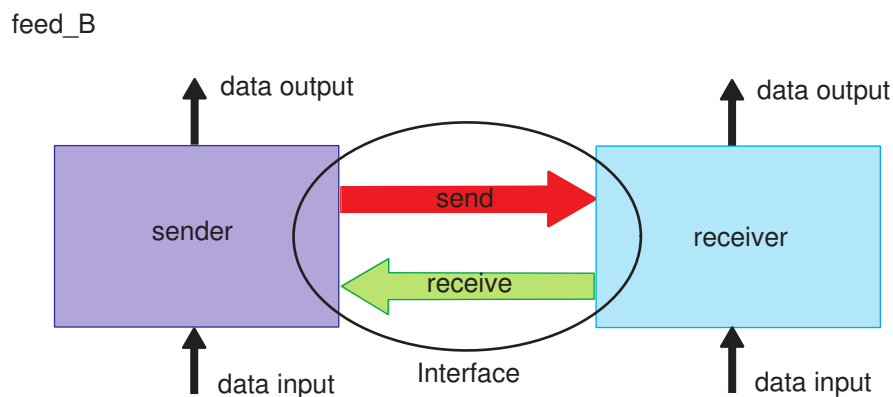 feed_B
data output
data output
send
sender
receiver
receive
Interface
data input
data input